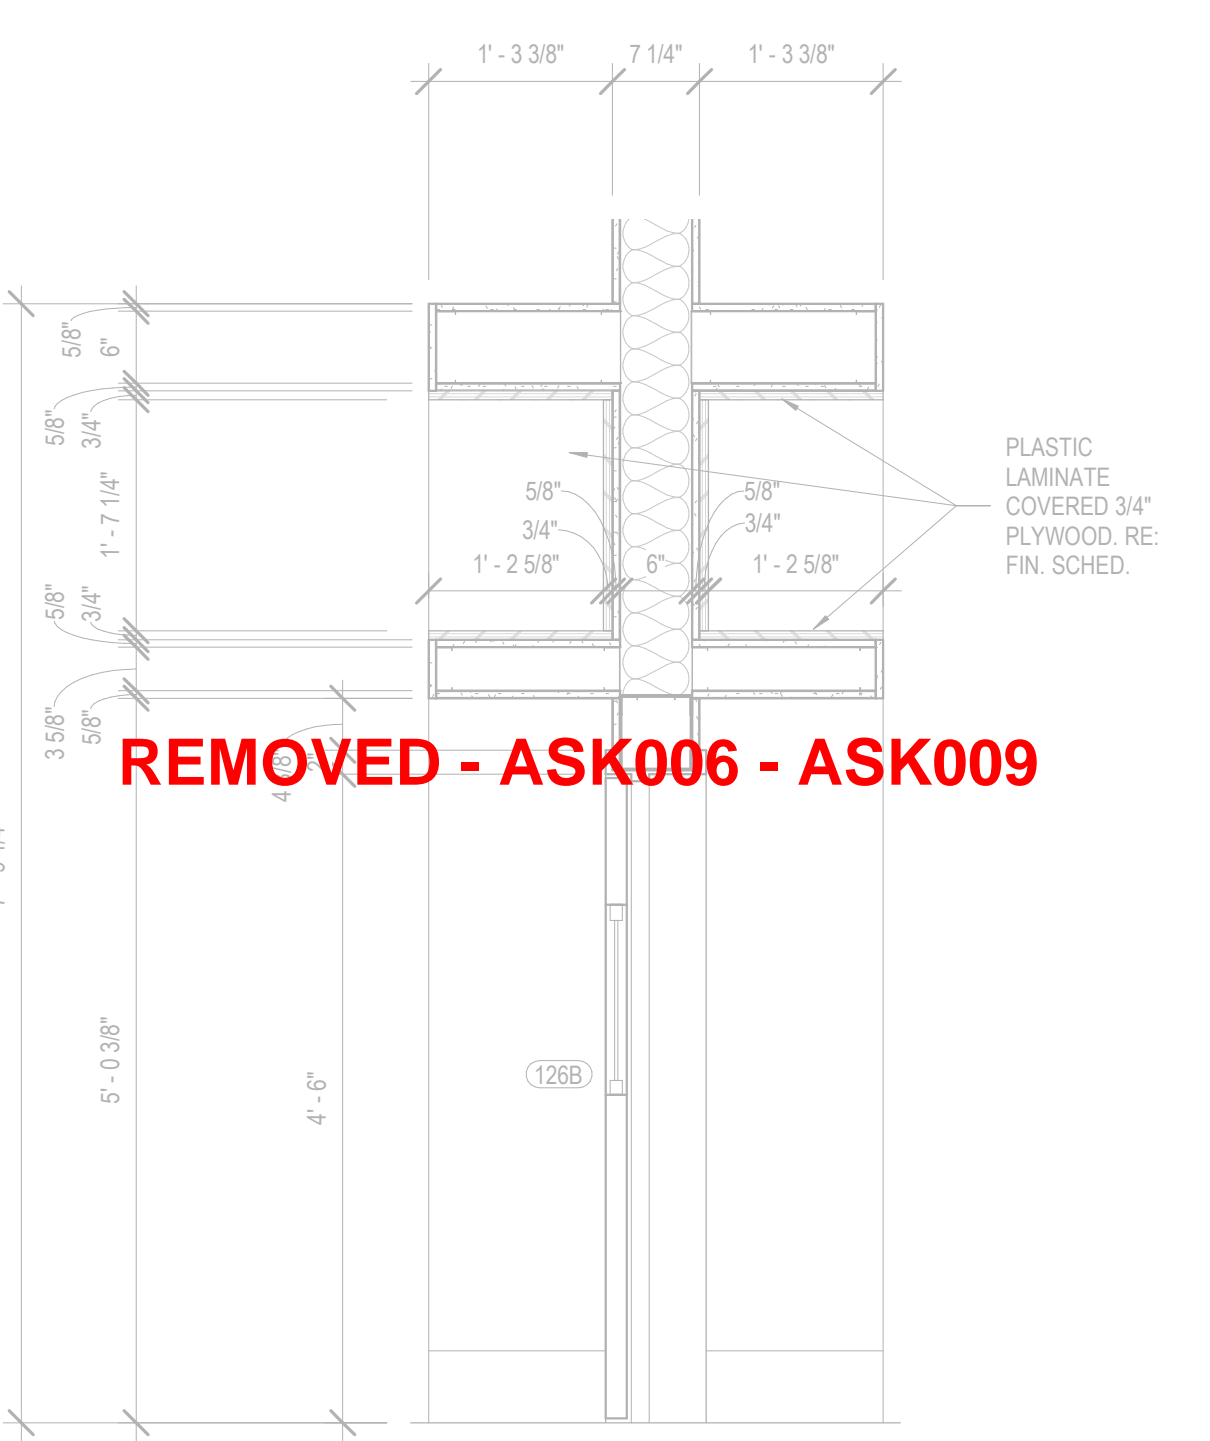 1' - 3 3/8" 7 1/4" 1' - 3 3/8"
5/8"
6"
5/8"
3/4"
1' - 7 1/4"
5/8"
3/4"
3 5/8"
5/8"
PLASTIC
LAMINATE
COVERED 3/4"
PLYWOOD. RE:
FIN. SCHED.
5/8" 5/8"
3/4" 3/4"
1' - 2 5/8" 6" 1' - 2 5/8"
REMOVED - ASK006 - ASK009
2"
5' - 0 3/8"
4' - 6"
126B